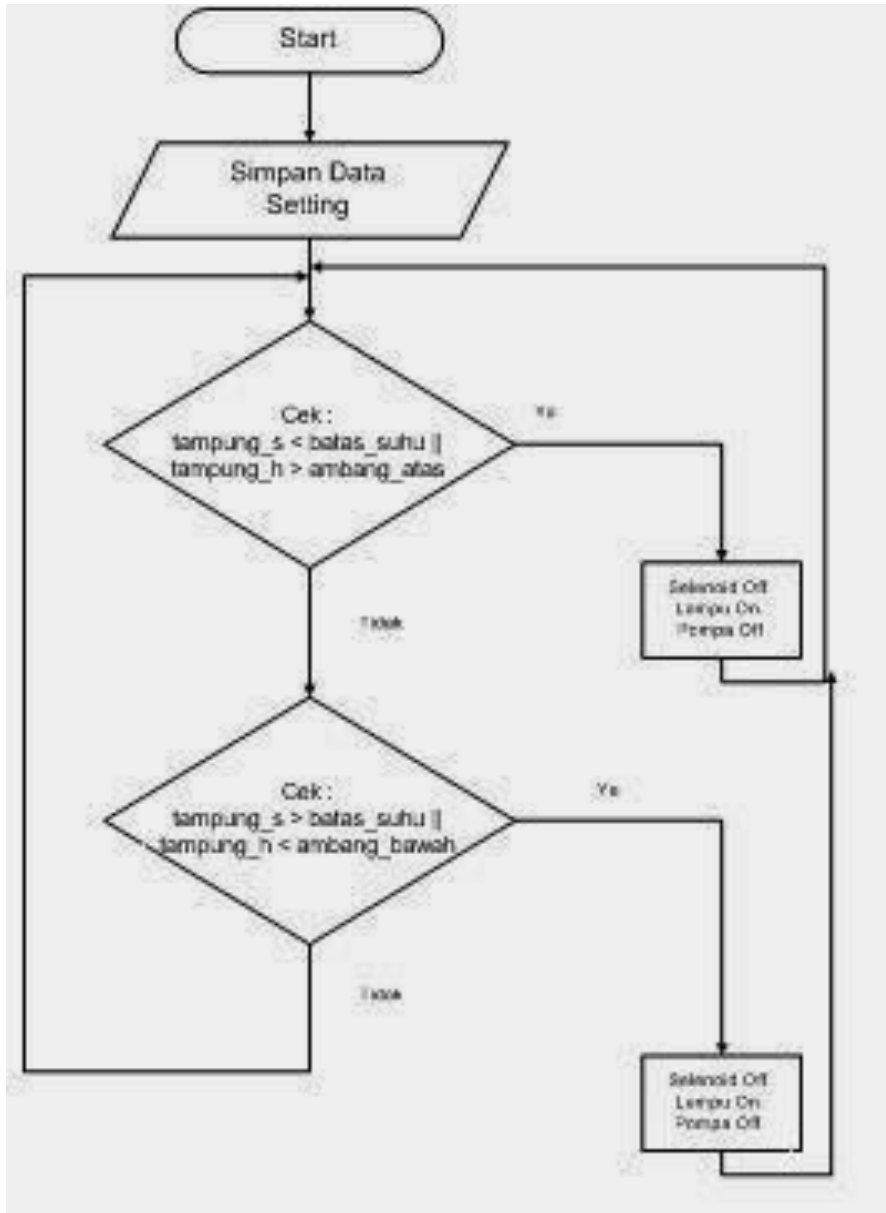 Start
Simpan Data
Setting
Cek :
tampung_s < batas_suhu ||
tampung_h > ambang_atas
Ya
Selenoid Off
Lampu On
Pompa Off
Tidak
Cek :
tampung_s > batas_suhu ||
tampung_h < ambang_bawah
Ya
Tidak
Selenoid Off
Lampu On
Pompa Off